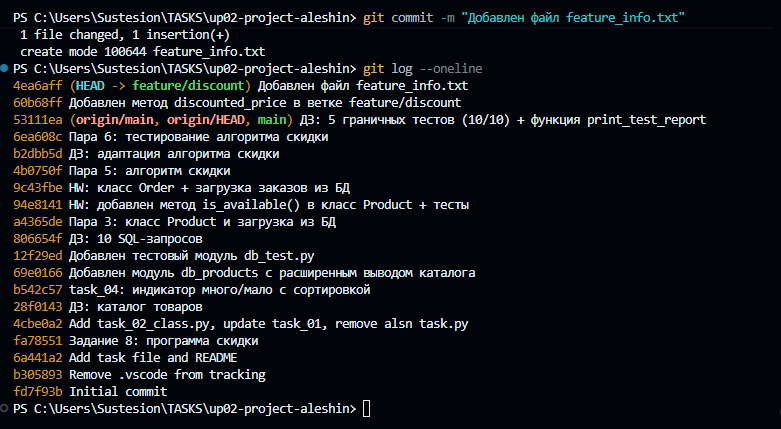 PS C:\Users\Sustesion\TASKS\up02-project-aleshin> git commit -m "Добавлен файл feature_info.txt"
1 file changed, 1 insertion(+)
create mode 100644 feature_info.txt
PS C:\Users\Sustesion\TASKS\up02-project-aleshin> git log --oneline
4ea6aff (HEAD -> feature/discount) Добавлен файл feature_info.txt
60b68ff Добавлен метод discounted_price в ветке feature/discount
53111ea (origin/main, origin/HEAD, main) ДЗ: 5 граничных тестов (10/10) + функция print_test_report
6ea608c Пара 6: тестирование алгоритма скидки
b2dbb5d ДЗ: адаптация алгоритма скидки
4b0750f Пара 5: алгоритм скидки
9c43fbe HW: класс Order + загрузка заказов из БД
94e8141 HW: добавлен метод is_available() в класс Product + тесты
a4365de Пара 3: класс Product и загрузка из БД
806654f ДЗ: 10 SQL-запросов
12f29ed Добавлен тестовый модуль db_test.py
69e0166 Добавлен модуль db_products с расширенным выводом каталога
b542c57 task_04: индикатор много/мало с сортировкой
28f0143 ДЗ: каталог товаров
4cbe0a2 Add task_02_class.py, update task_01, remove alsn task.py
fa78551 Задание 8: программа скидки
6a441a2 Add task file and README
b305893 Remove .vscode from tracking
fd7f93b Initial commit
PS C:\Users\Sustesion\TASKS\up02-project-aleshin>